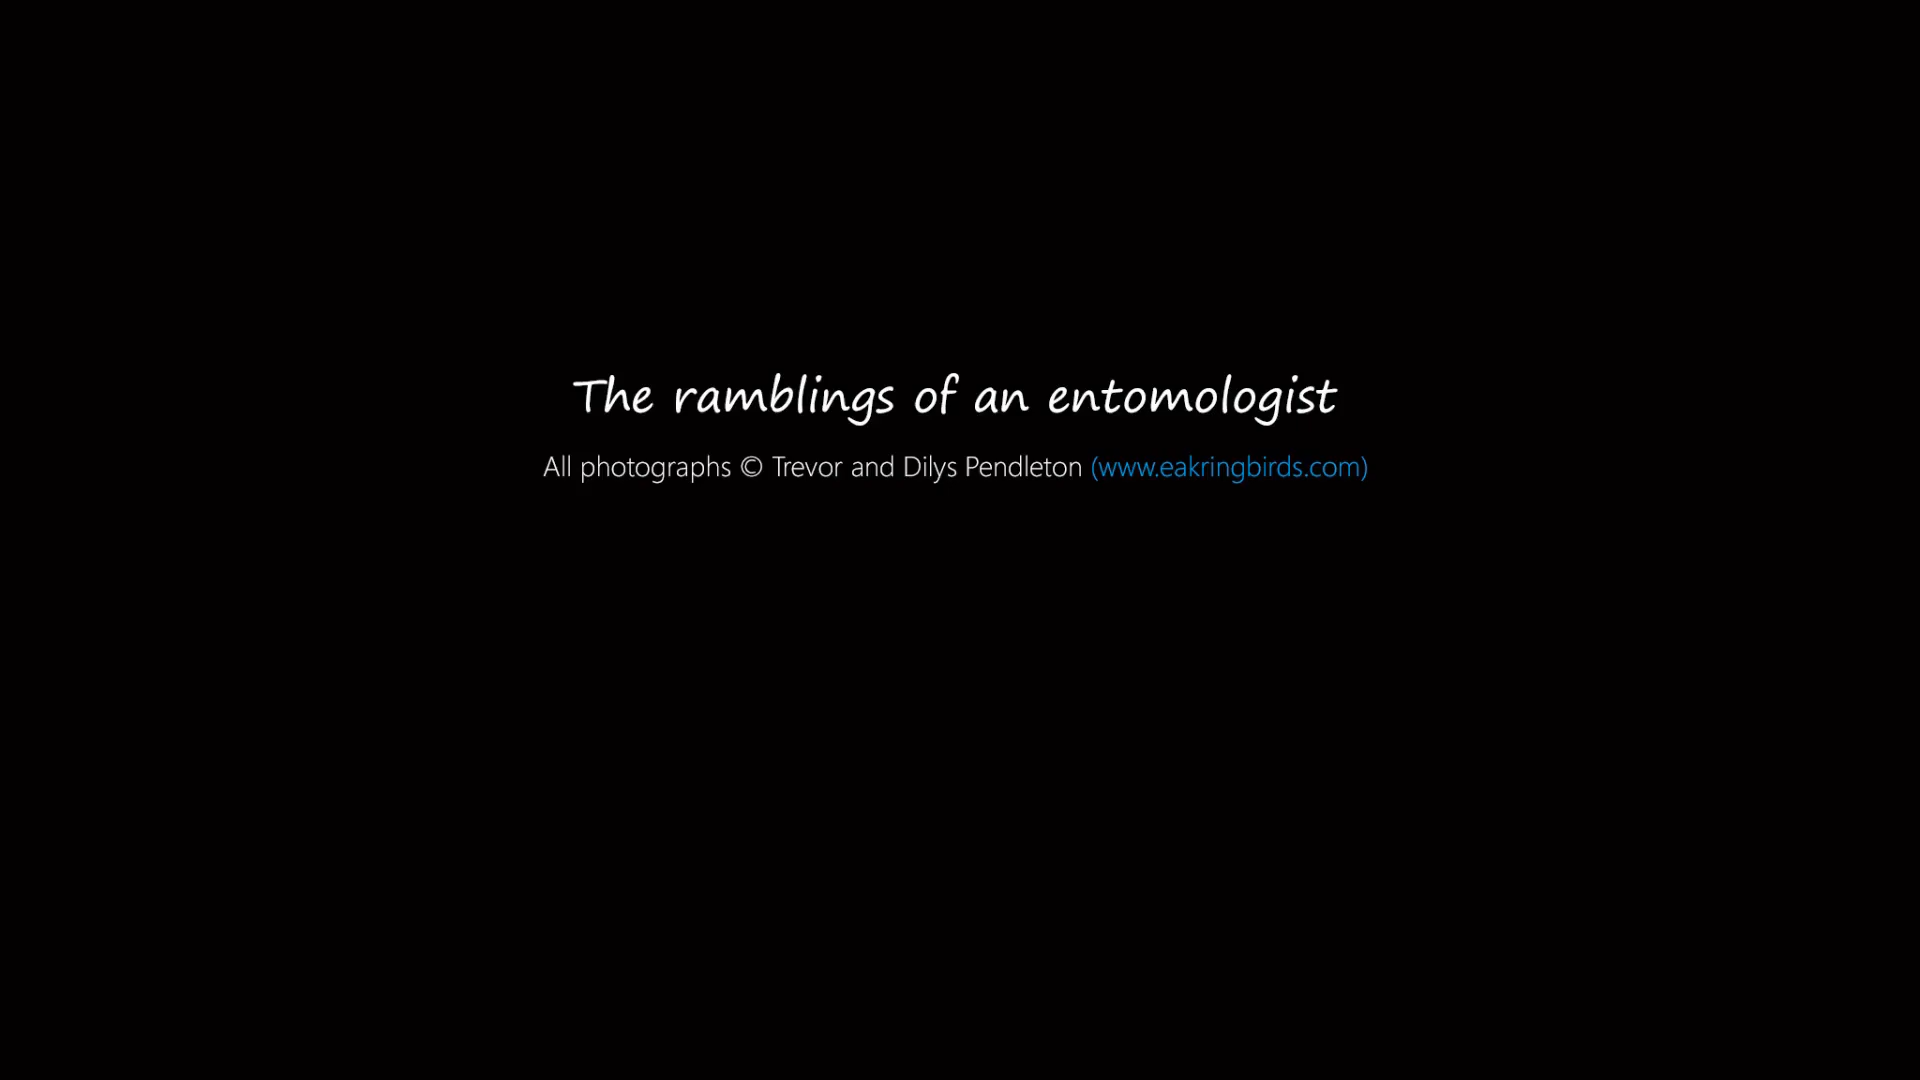 The ramblings of an entomologist
All photographs © Trevor and Dilys Pendleton (www.eakringbirds.com)